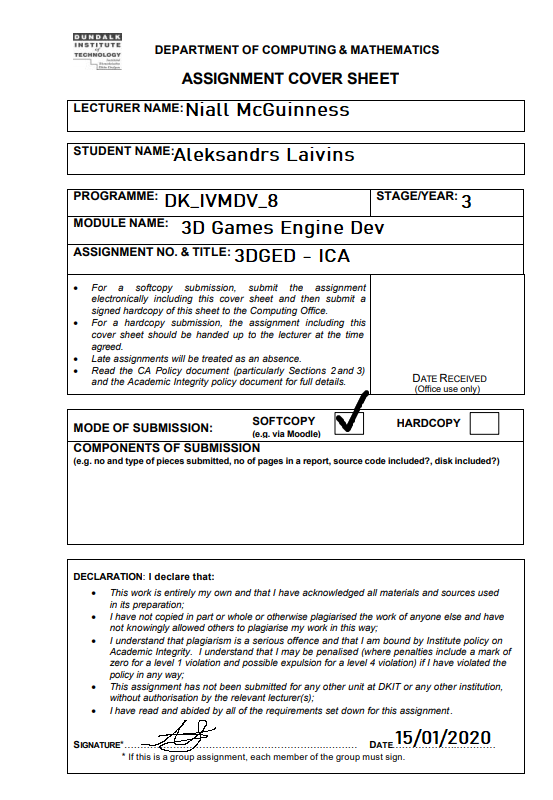 DUNDALK
INSTITUTE
of
TECHNOLOGY
DEPARTMENT OF COMPUTING & MATHEMATICS
ASSIGNMENT COVER SHEET
LECTURER NAME: Niall McGuinness
STUDENT NAME: Aleksandrs Laivins
PROGRAMME: DK_IVMDV_8 STAGE/YEAR: 3
MODULE NAME: 3D Games Engine Dev
ASSIGNMENT NO. & TITLE: 3DGED - ICA
• For a softcopy submission, submit the assignment
electronically including this cover sheet and then submit a
signed hardcopy of this sheet to the Computing Office.
• For a hardcopy submission, the assignment including this
cover sheet should be handed up to the lecturer at the time
agreed.
• Late assignments will be treated as an absence.
• Read the CA Policy document (particularly Sections 2 and 3)
and the Academic Integrity policy document for full details.
DATE RECEIVED
(Office use only)
MODE OF SUBMISSION: SOFTCOPY HARDCOPY
(e.g. via Moodle)
COMPONENTS OF SUBMISSION
(e.g. no and type of pieces submitted, no of pages in a report, source code included?, disk included?)
DECLARATION: I declare that:
• This work is entirely my own and that I have acknowledged all materials and sources used
in its preparation;
• I have not copied in part or whole or otherwise plagiarised the work of anyone else and have
not knowingly allowed others to plagiarise my work in this way;
• I understand that plagiarism is a serious offence and that I am bound by Institute policy on
Academic Integrity. I understand that I may be penalised (where penalties include a mark of
zero for a level 1 violation and possible expulsion for a level 4 violation) if I have violated the
policy in any way;
• This assignment has not been submitted for any other unit at DKIT or any other institution,
without authorisation by the relevant lecturer(s);
• I have read and abided by all of the requirements set down for this assignment.
SIGNATURE* DATE 15/01/2020
* If this is a group assignment, each member of the group must sign.